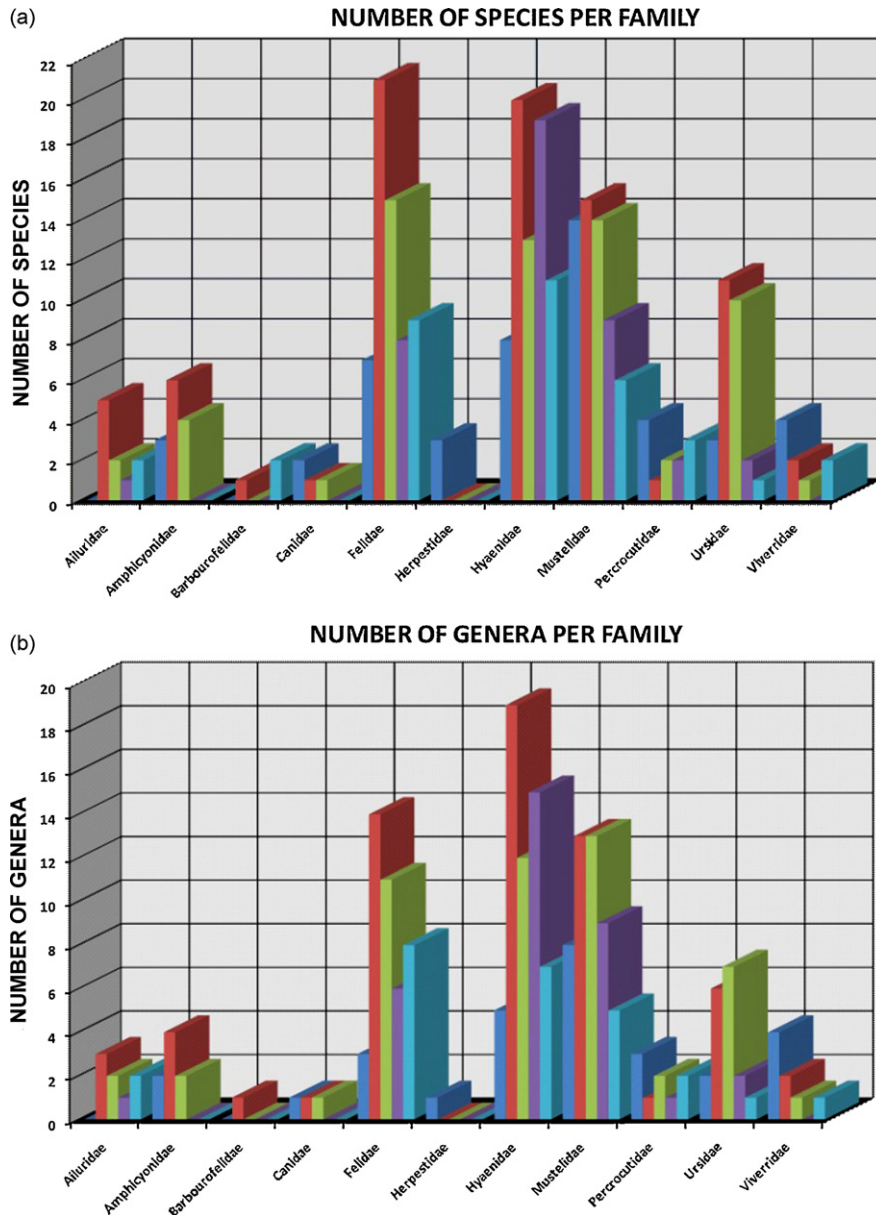 (a)
NUMBER OF SPECIES PER FAMILY
22
20
18
16
14
12
10
8
6
4
2
0
NUMBER OF SPECIES
Ailuridae
Amphicyonidae
Barbourofelidae
Canidae
Felidae
Herpestidae
Hyaenidae
Mustelidae
Percrocutidae
Ursidae
Viverridae
(b)
NUMBER OF GENERA PER FAMILY
20
18
16
14
12
10
8
6
4
2
0
NUMBER OF GENERA
Ailuridae
Amphicyonidae
Barbourofelidae
Canidae
Felidae
Herpestidae
Hyaenidae
Mustelidae
Percrocutidae
Ursidae
Viverridae